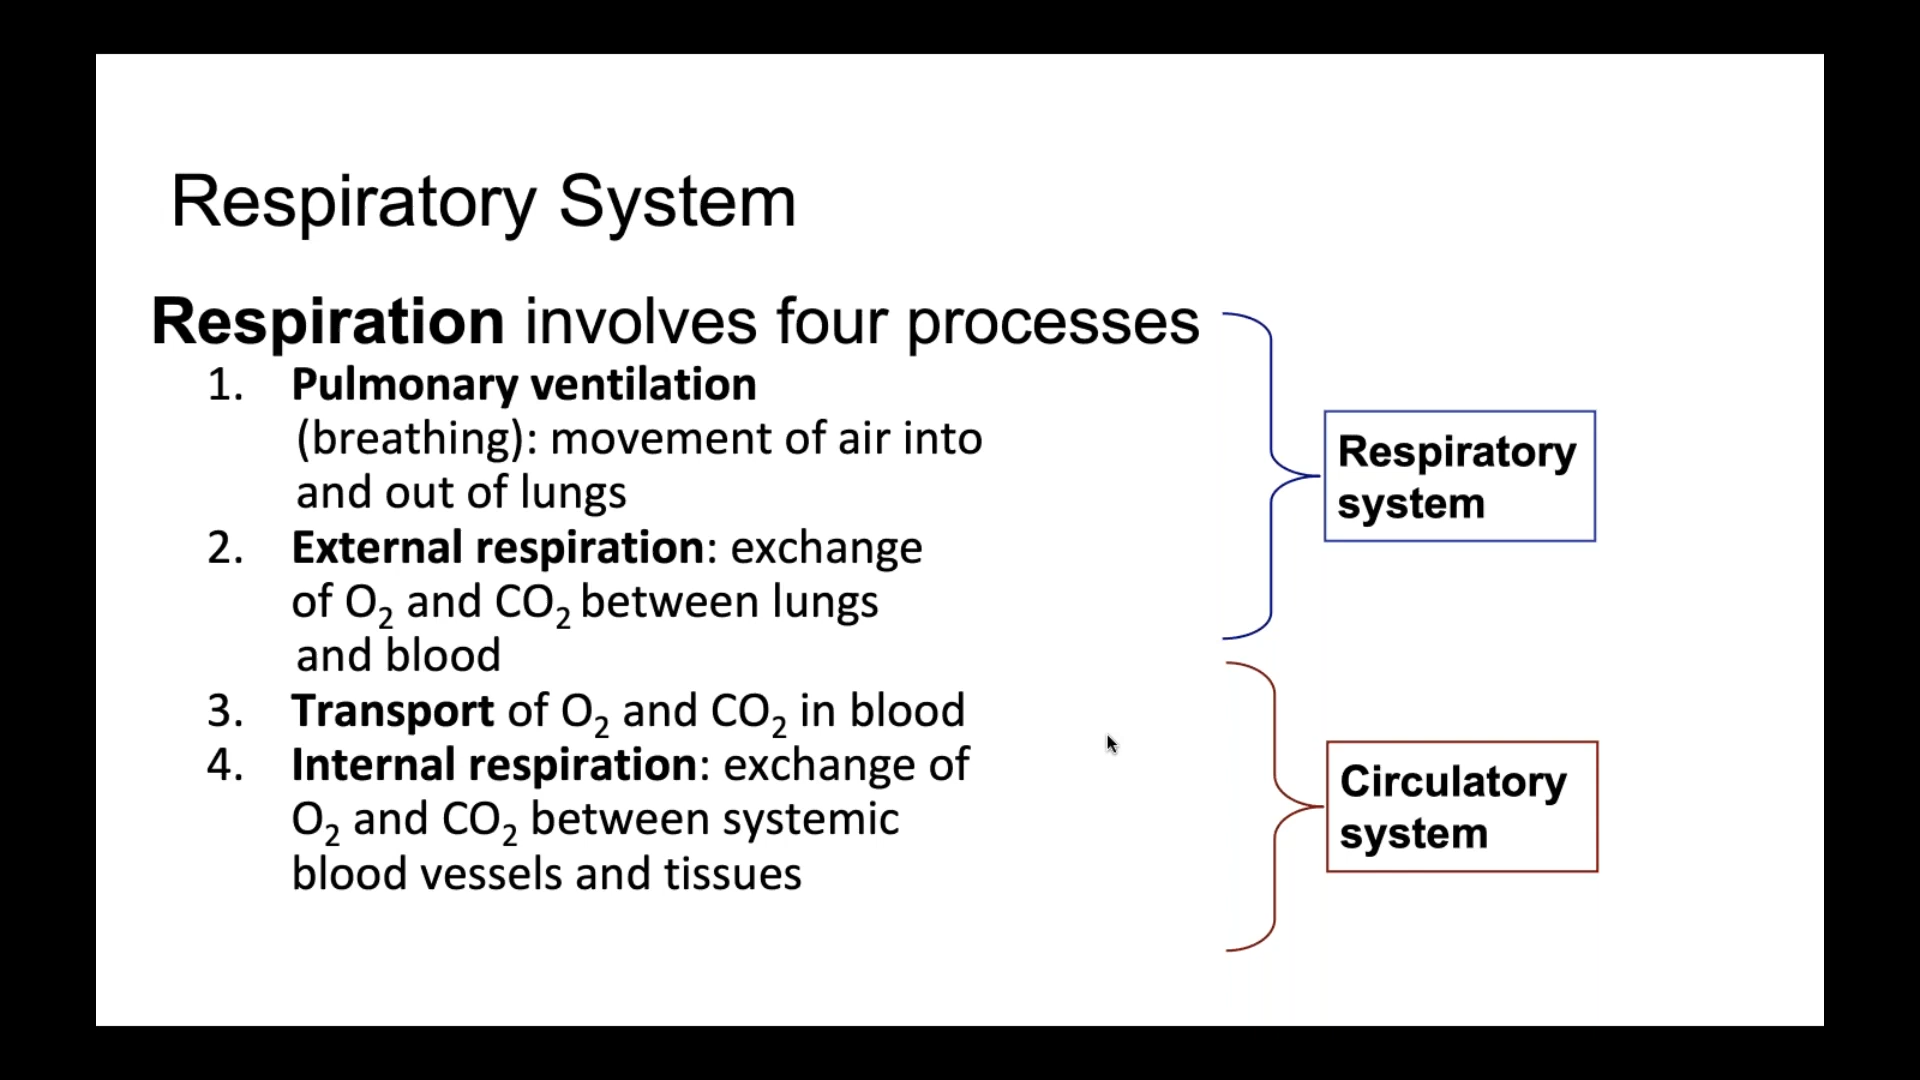 Respiratory System
Respiration involves four processes
1. Pulmonary ventilation
(breathing): movement of air into
and out of lungs
2. External respiration: exchange
of O₂ and CO₂ between lungs
and blood
3. Transport of O₂ and CO₂ in blood
4. Internal respiration: exchange of
O₂ and CO₂ between systemic
blood vessels and tissues
Respiratory
system
Circulatory
system